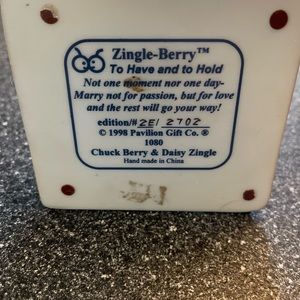 Zingle-Berry™
To Have and to Hold
Not one moment nor one day-
Marry not for passion, but for love
and the rest will go your way!
edition/# 2E/ 2702
© 1998 Pavilion Gift Co. ®
1080
Chuck Berry & Daisy Zingle
Hand made in China